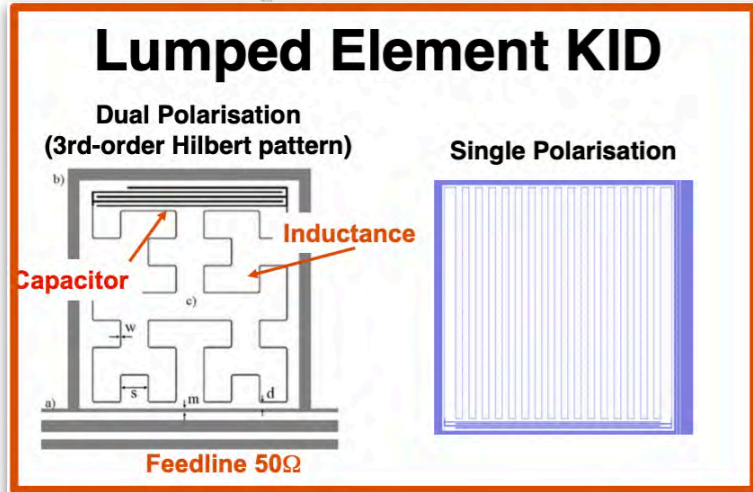 Lumped Element KID
Dual Polarisation
(3rd-order Hilbert pattern)
Single Polarisation
b)
Inductance
Capacitor
c)
w
s
m
d
a)
Feedline 50Ω